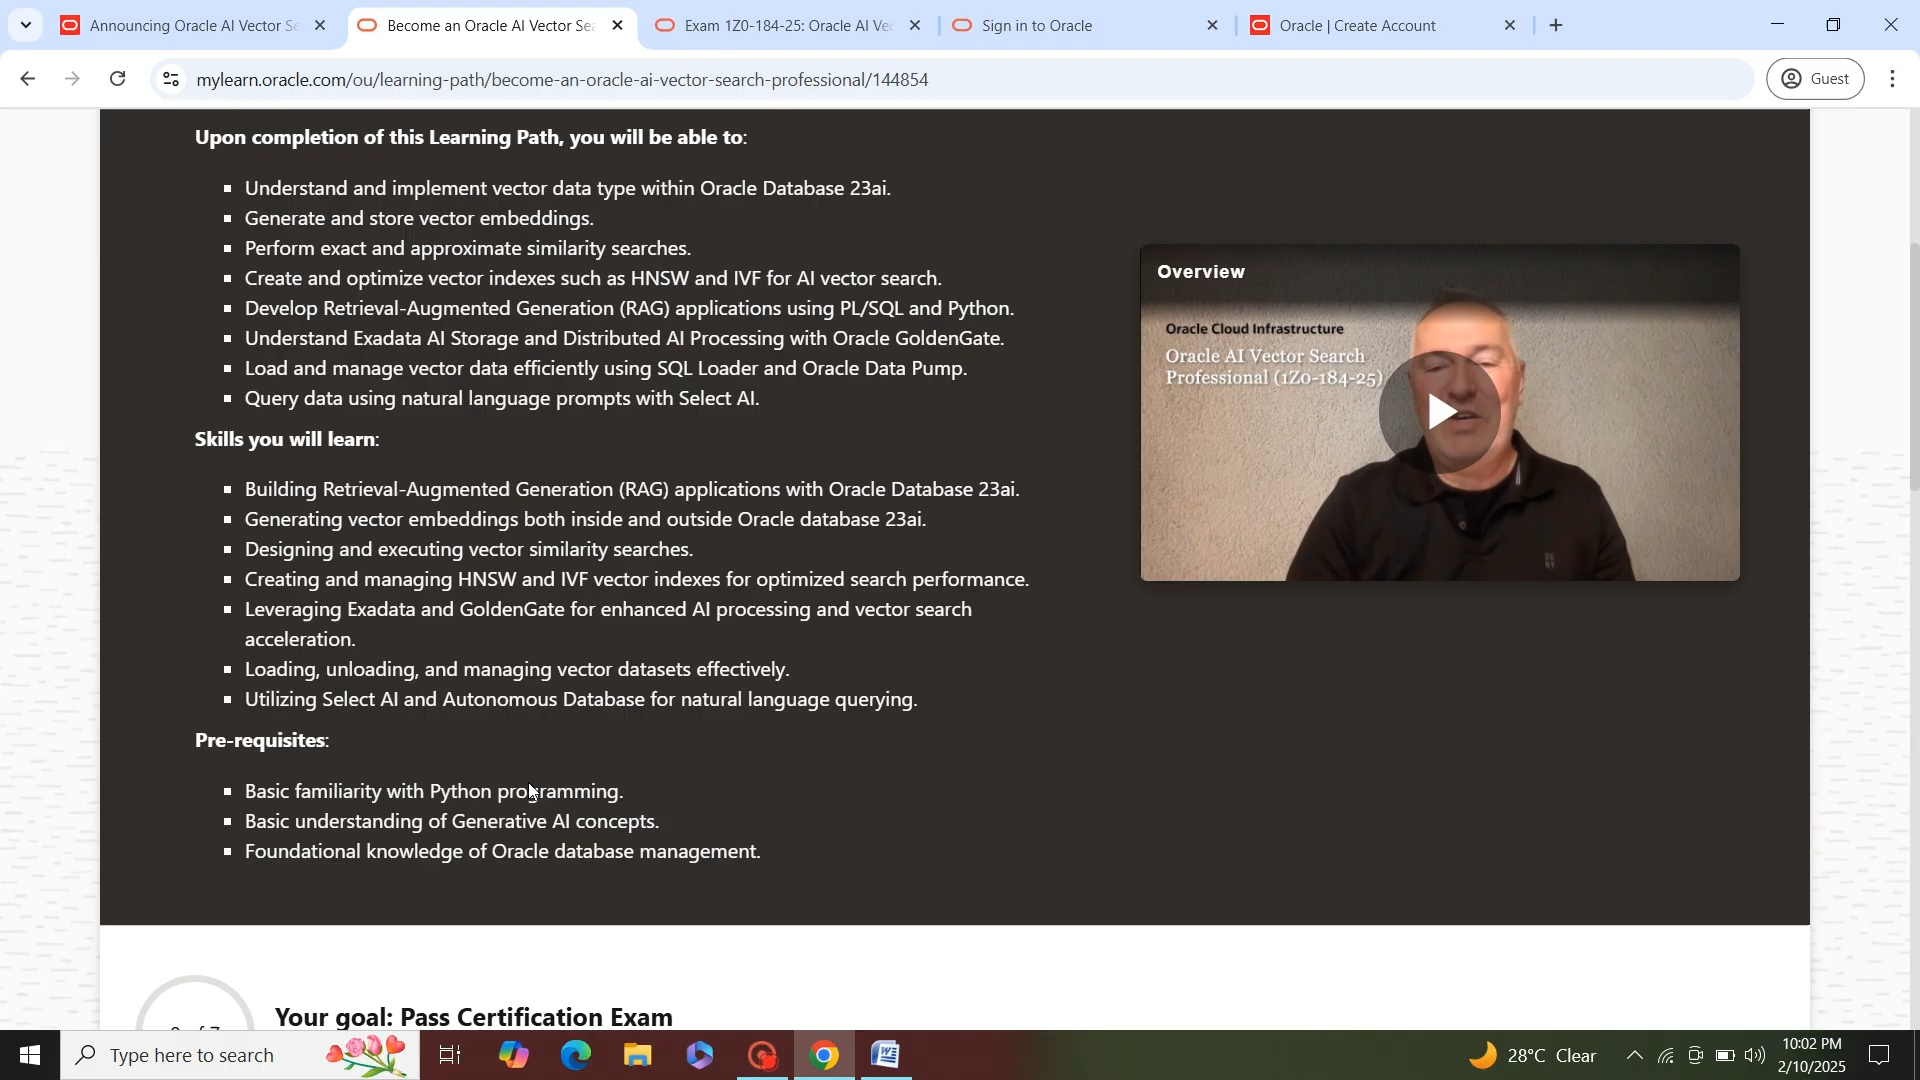 Announcing Oracle AI Vector Se
Become an Oracle AI Vector Sea
Exam 1Z0-184-25: Oracle AI Vec
Sign in to Oracle
Oracle | Create Account
mylearn.oracle.com/ou/learning-path/become-an-oracle-ai-vector-search-professional/144854
Guest
Upon completion of this Learning Path, you will be able to:
Understand and implement vector data type within Oracle Database 23ai.
Generate and store vector embeddings.
Perform exact and approximate similarity searches.
Create and optimize vector indexes such as HNSW and IVF for AI vector search.
Develop Retrieval-Augmented Generation (RAG) applications using PL/SQL and Python.
Understand Exadata AI Storage and Distributed AI Processing with Oracle GoldenGate.
Load and manage vector data efficiently using SQL Loader and Oracle Data Pump.
Query data using natural language prompts with Select AI.
Skills you will learn:
Building Retrieval-Augmented Generation (RAG) applications with Oracle Database 23ai.
Generating vector embeddings both inside and outside Oracle database 23ai.
Designing and executing vector similarity searches.
Creating and managing HNSW and IVF vector indexes for optimized search performance.
Leveraging Exadata and GoldenGate for enhanced AI processing and vector search
acceleration.
Loading, unloading, and managing vector datasets effectively.
Utilizing Select AI and Autonomous Database for natural language querying.
Pre-requisites:
Basic familiarity with Python programming.
Basic understanding of Generative AI concepts.
Foundational knowledge of Oracle database management.
Overview
Oracle Cloud Infrastructure
Oracle AI Vector Search
Professional (1Z0-184-25)
Your goal: Pass Certification Exam
Type here to search
28°C Clear
10:02 PM
2/10/2025